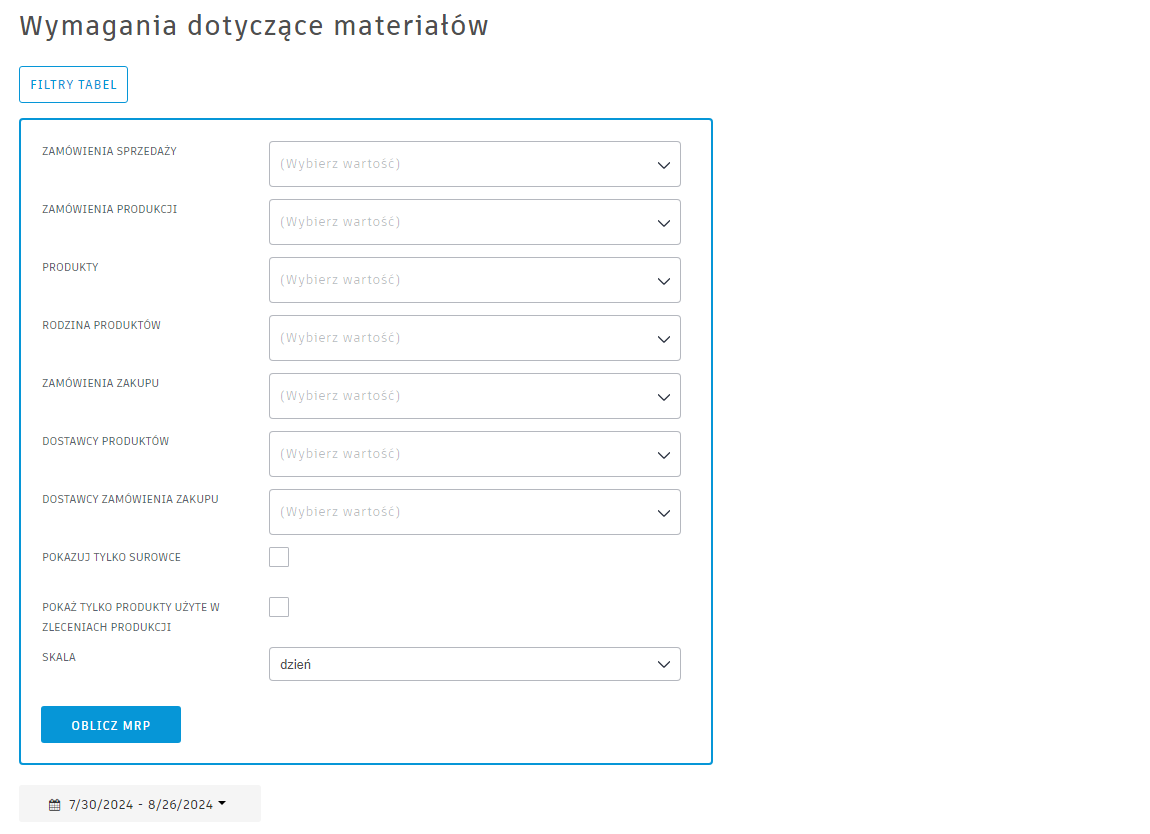 Wymagania dotyczące materiałów
FILTRY TABEL
ZAMÓWIENIA SPRZEDAŻY
(Wybierz wartość)
ZAMÓWIENIA PRODUKCJI
(Wybierz wartość)
PRODUKTY
(Wybierz wartość)
RODZINA PRODUKTÓW
(Wybierz wartość)
ZAMÓWIENIA ZAKUPU
(Wybierz wartość)
DOSTAWCY PRODUKTÓW
(Wybierz wartość)
DOSTAWCY ZAMÓWIENIA ZAKUPU
(Wybierz wartość)
POKAZUJ TYLKO SUROWCE
POKAŻ TYLKO PRODUKTY UŻYTE W
ZLECENIACH PRODUKCJI
SKALA
dzień
OBLICZ MRP
7/30/2024 - 8/26/2024